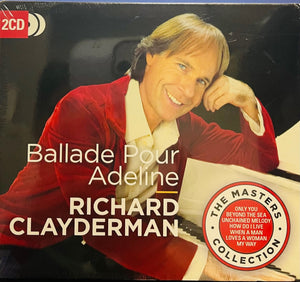 2CD
Ballade Pour
Adeline
RICHARD
CLAYDERMAN
THE MASTERS
ONLY YOU
BEYOND THE SEA
UNCHAINED MELODY
HOW DO I LIVE
WHEN A MAN
LOVES A WOMAN
MY WAY
COLLECTION